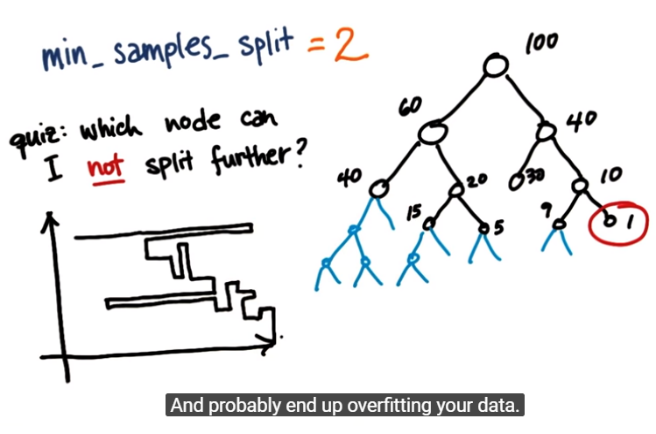 min_samples_split = 2
100
quiz: which node can
I not split further?
60
40
40
20
30
10
15
5
9
1
And probably end up overfitting your data.